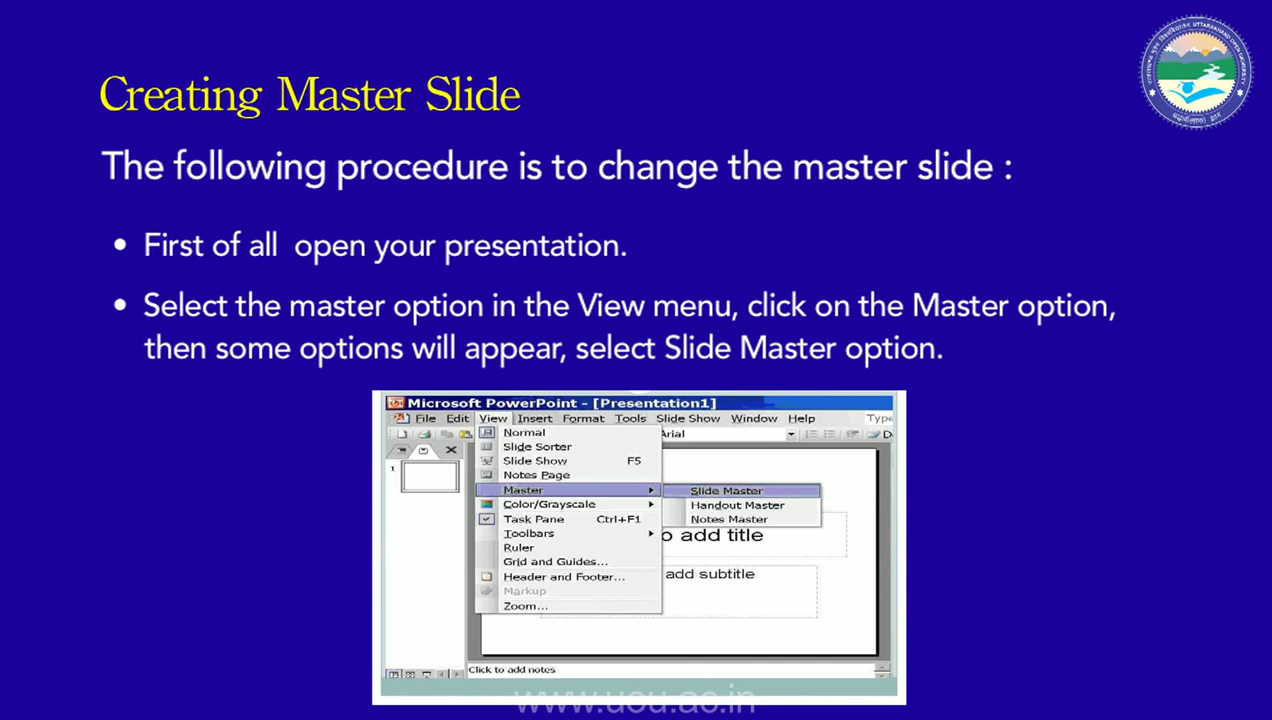 UTTARAKHAND OPEN UNIVERSITY
Creating Master Slide
The following procedure is to change the master slide :
• First of all open your presentation.
• Select the master option in the View menu, click on the Master option,
then some options will appear, select Slide Master option.
Microsoft PowerPoint - [Presentation1]
File Edit View Insert Format Tools Slide Show Window Help Type
Normal
Arial
Slide Sorter
Slide Show F5
1
Notes Page
Master
Slide Master
Color/Grayscale
Handout Master
Task Pane Ctrl+F1
Notes Master
Toolbars
o add title
Ruler
Grid and Guides...
Header and Footer...
add subtitle
Markup
Zoom...
Click to add notes
www.uou.ac.in